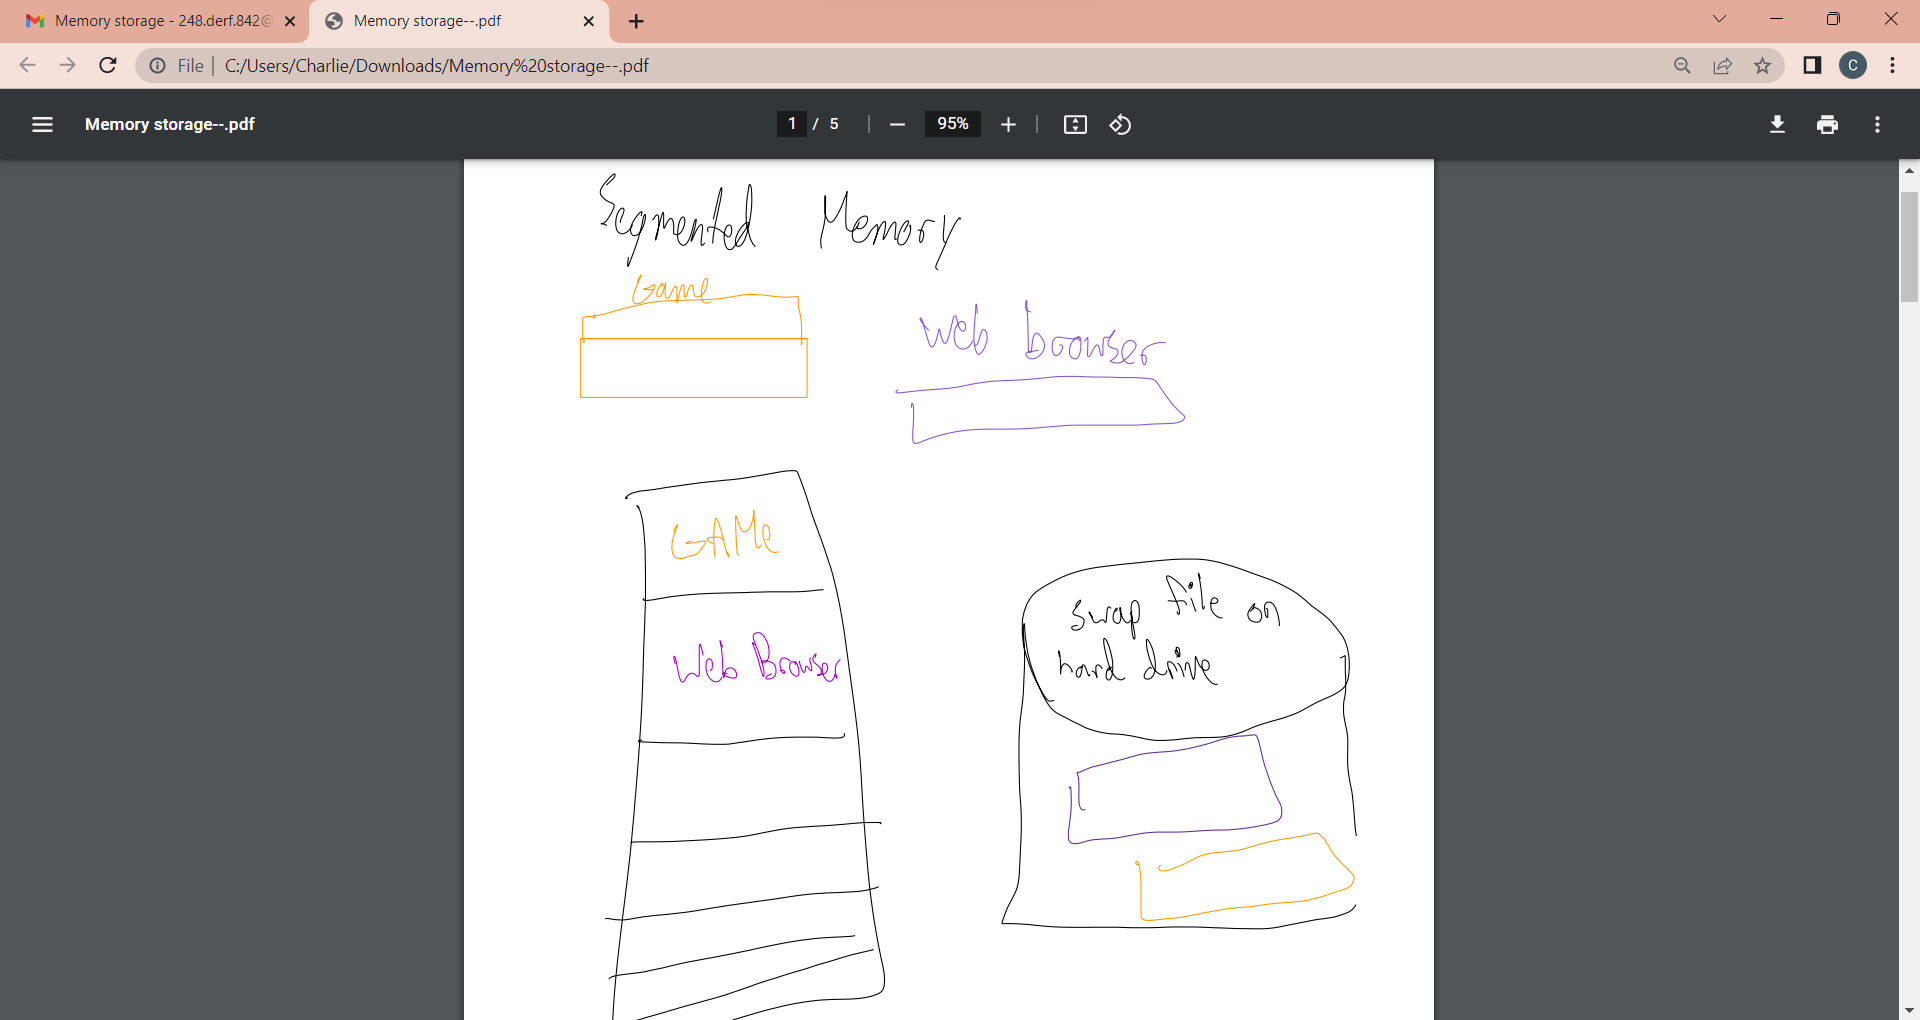 Memory storage - 248.derf.842@
Memory storage--.pdf
File | C:/Users/Charlie/Downloads/Memory%20storage--.pdf
C
Memory storage--.pdf
1 / 5
95%
Segmented Memory
Game
Web browser
GAMe
Web Browser
swap file on
hard drive